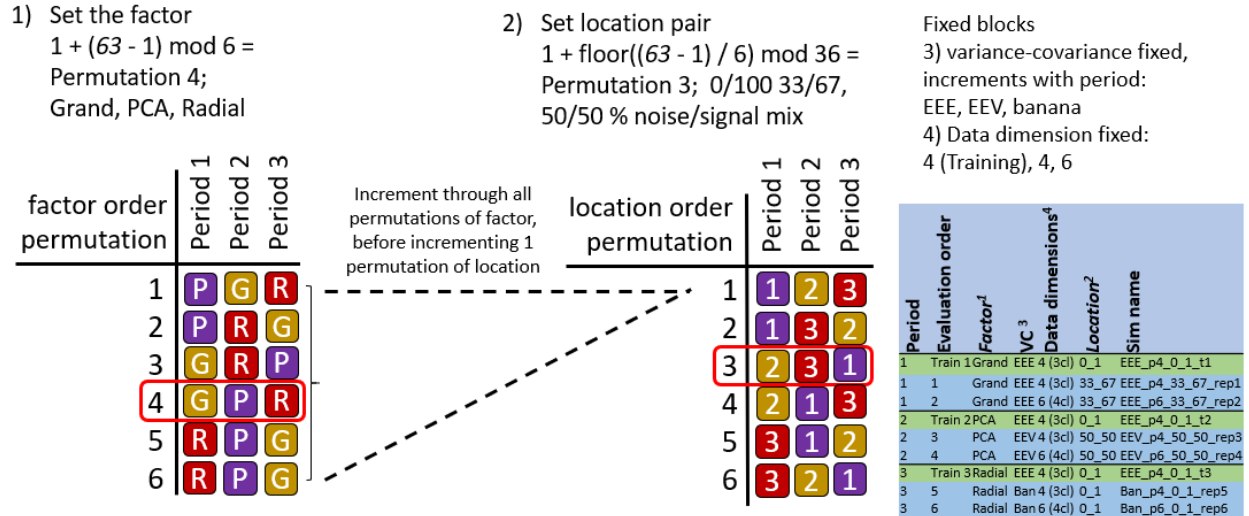 1) Set the factor
1 + (63 - 1) mod 6 =
Permutation 4;
Grand, PCA, Radial
2) Set location pair
1 + floor((63 - 1) / 6) mod 36 =
Permutation 3; 0/100 33/67,
50/50 % noise/signal mix
Fixed blocks
3) variance-covariance fixed,
increments with period:
EEE, EEV, banana
4) Data dimension fixed:
4 (Training), 4, 6
factor order
permutation
Period 1
Period 2
Period 3
1 P G R
2 P R G
3 G R P
4 G P R
5 R P G
6 R P G
Increment through all
permutations of factor,
before incrementing 1
permutation of location
location order
permutation
Period 1
Period 2
Period 3
1 1 2 3
2 1 3 2
3 2 3 1
4 2 1 3
5 3 1 2
6 3 2 1
Period
Evaluation order
Factor1
VC 3
Data dimensions4
Location2
Sim name
1 Train 1 Grand EEE 4 (3cl) 0_1 EEE_p4_0_1_t1
1 1 Grand EEE 4 (3cl) 33_67 EEE_p4_33_67_rep1
1 2 Grand EEE 6 (4cl) 33_67 EEE_p6_33_67_rep2
2 Train 2 PCA EEE 4 (3cl) 0_1 EEE_p4_0_1_t2
2 3 PCA EEV 4 (3cl) 50_50 EEV_p4_50_50_rep3
2 4 PCA EEV 6 (4cl) 50_50 EEV_p6_50_50_rep4
3 Train 3 Radial EEE 4 (3cl) 0_1 EEE_p4_0_1_t3
3 5 Radial Ban 4 (3cl) 0_1 Ban_p4_0_1_rep5
3 6 Radial Ban 6 (4cl) 0_1 Ban_p6_0_1_rep6